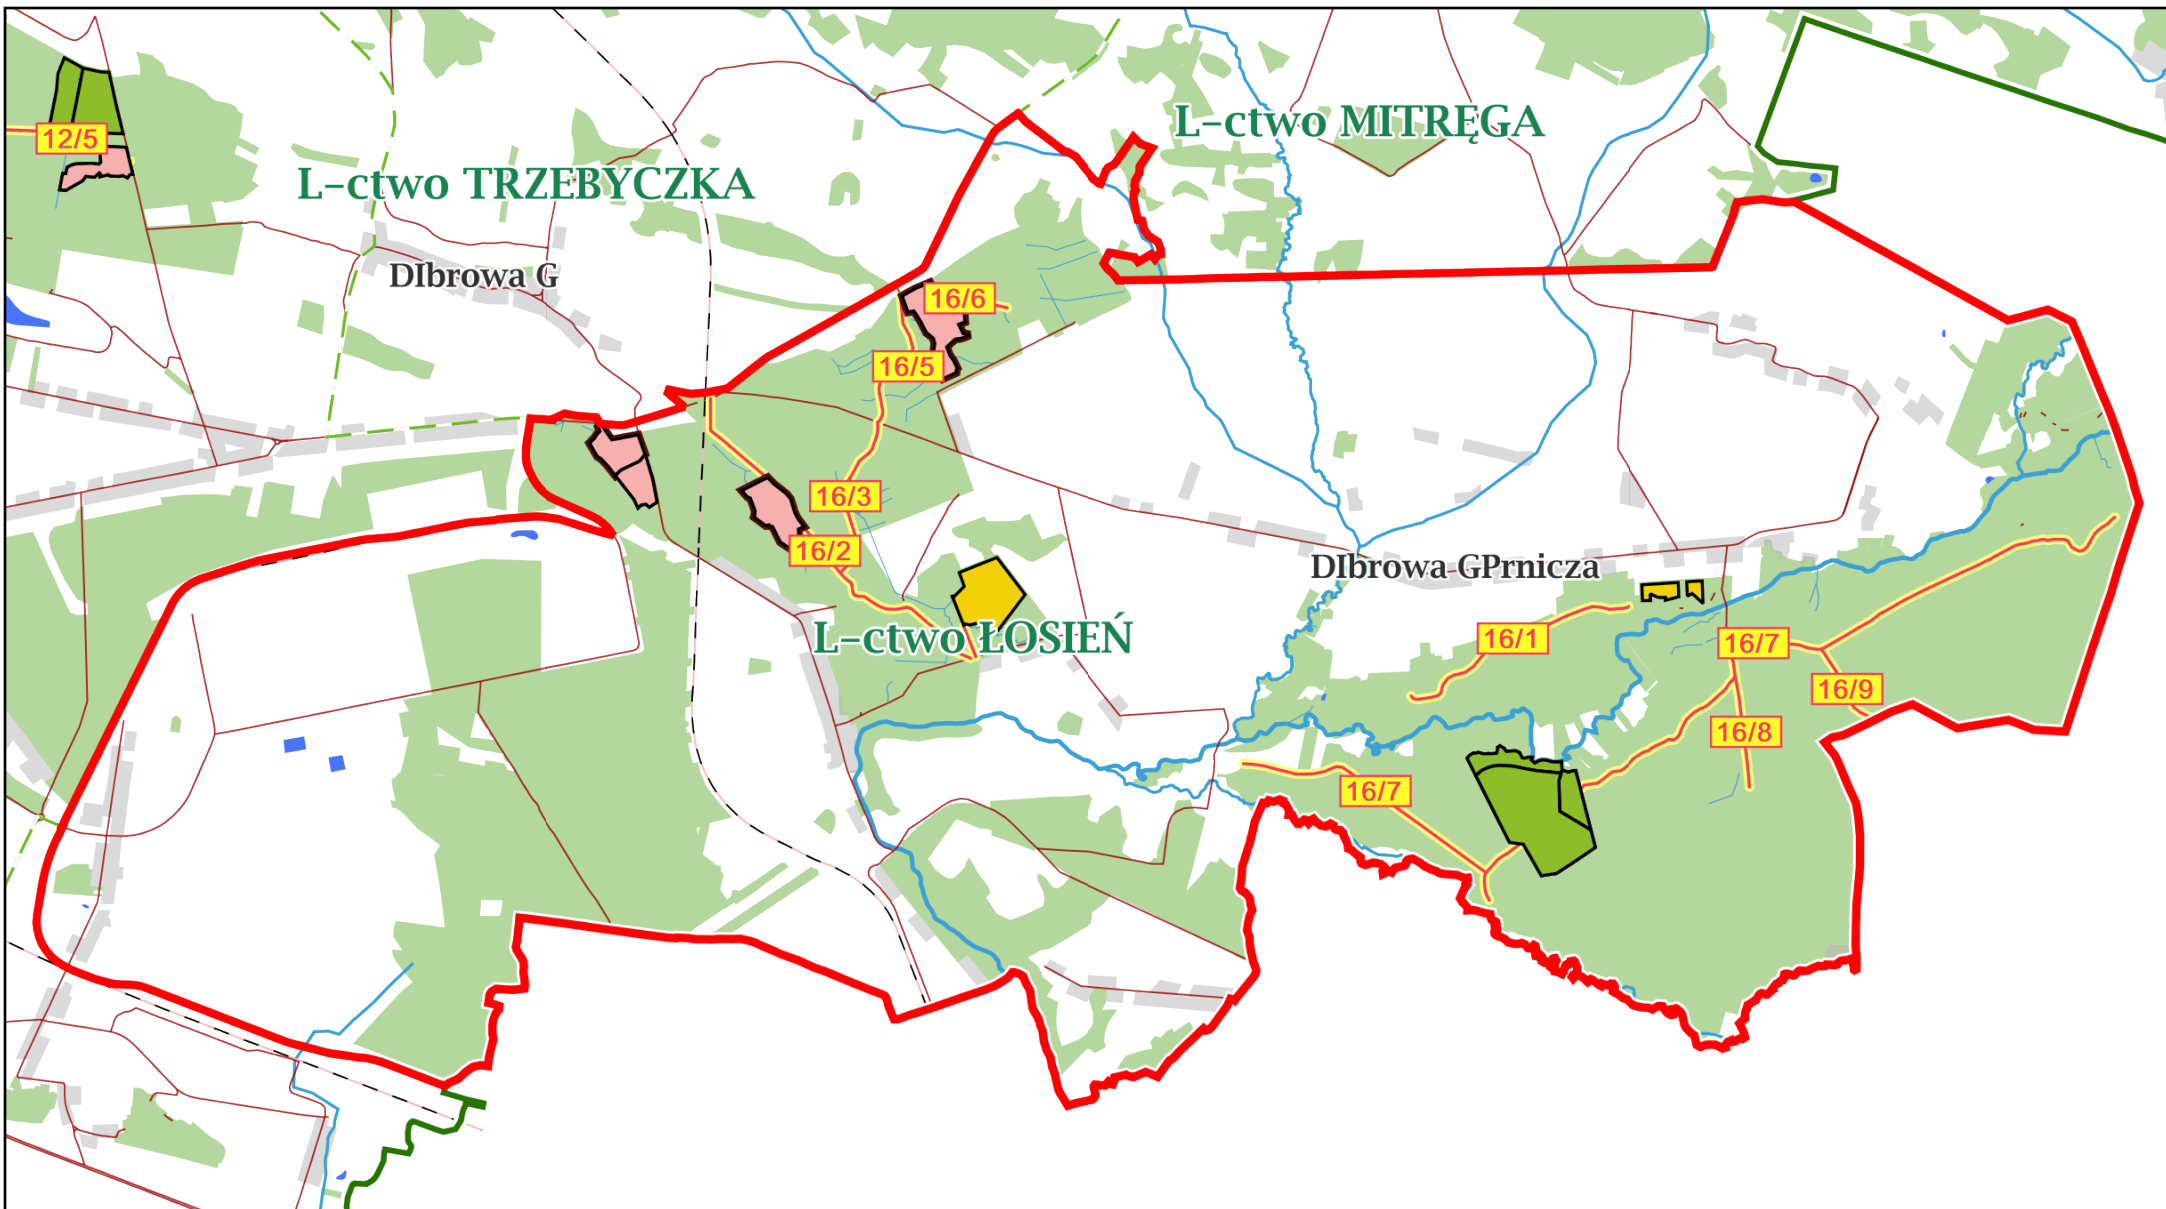 L-ctwo MITRĘGA
12/5
L-ctwo TRZEBYCZKA
DIbrowa G
16/6
16/5
16/3
16/2
DIbrowa GPrnicza
L-ctwo ŁOSIEŃ
16/1
16/7
16/9
16/8
16/7